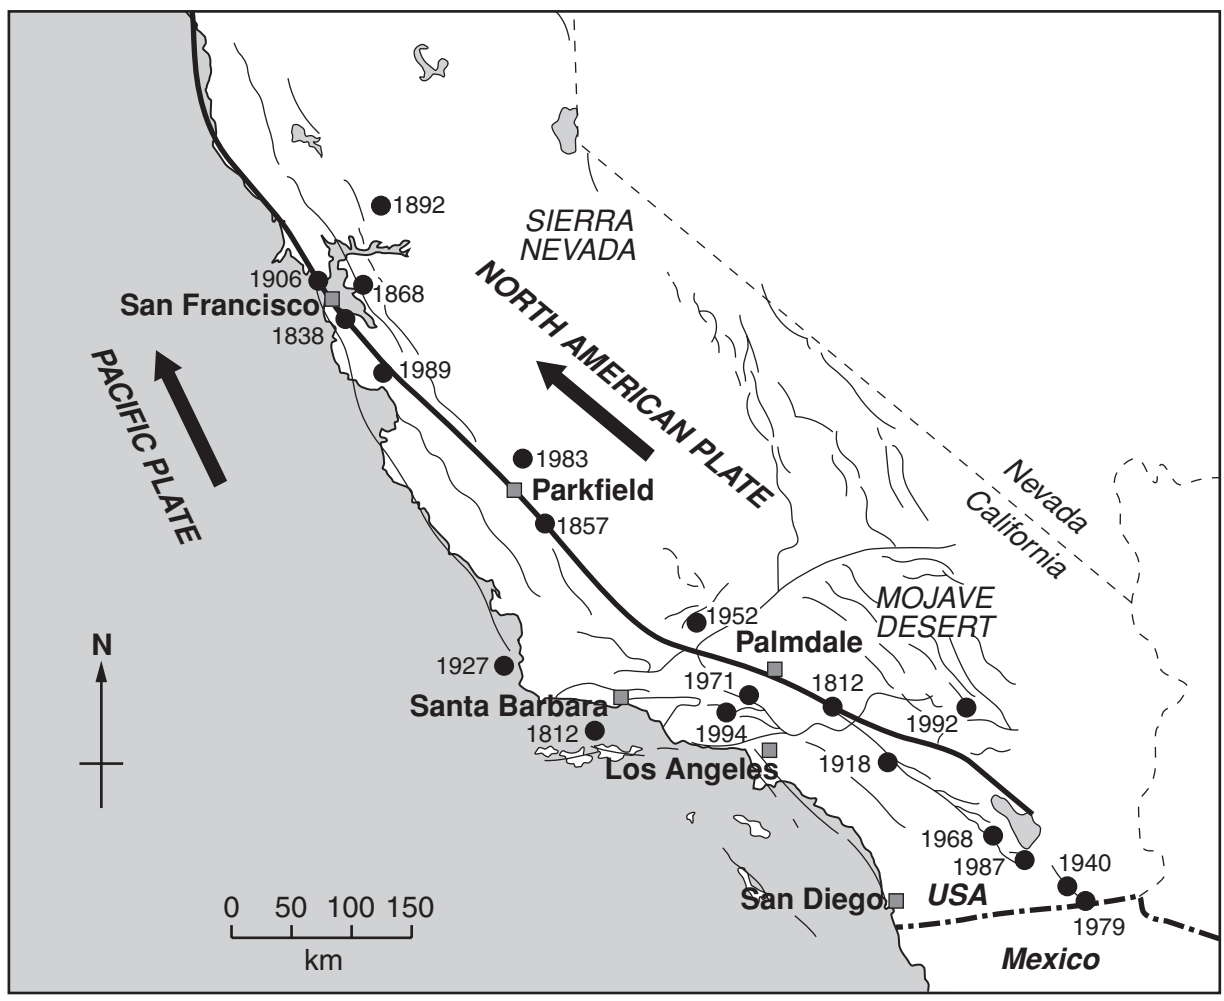 1892
SIERRA
NEVADA
1906
1868
San Francisco
1838
NORTH AMERICAN PLATE
PACIFIC PLATE
1989
1983
Parkfield
1857
Nevada
California
MOJAVE
DESERT
1952
Palmdale
N
1927
1971
1812
Santa Barbara
1812
1994
1992
Los Angeles
1918
1968
1987
1940
San Diego
USA
1979
Mexico
0 50 100 150
km